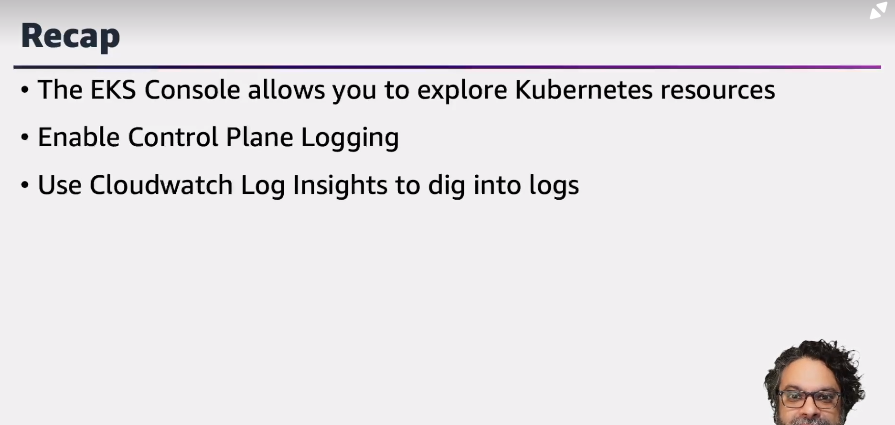 Recap
• The EKS Console allows you to explore Kubernetes resources
• Enable Control Plane Logging
• Use Cloudwatch Log Insights to dig into logs